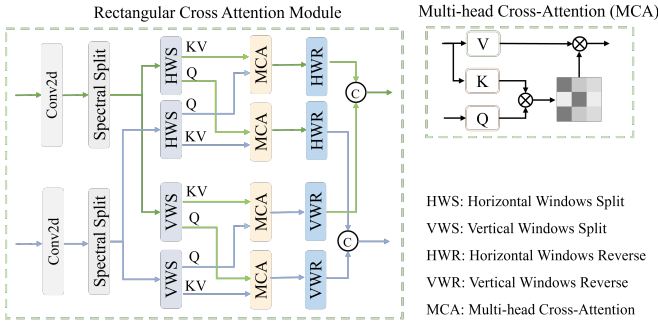 Rectangular Cross Attention Module
Conv2d
Spectral Split
HWS
KV
Q
MCA
HWR
HWS
Q
KV
MCA
HWR
C
Conv2d
Spectral Split
VWS
KV
Q
MCA
VWR
VWS
Q
KV
MCA
VWR
C
Multi-head Cross-Attention (MCA)
V
K
Q
HWS: Horizontal Windows Split
VWS: Vertical Windows Split
HWR: Horizontal Windows Reverse
VWR: Vertical Windows Reverse
MCA: Multi-head Cross-Attention